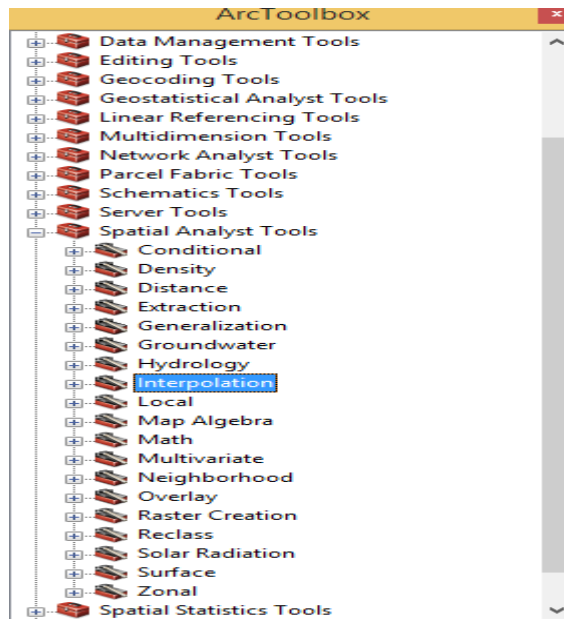 ArcToolbox
Data Management Tools
Editing Tools
Geocoding Tools
Geostatistical Analyst Tools
Linear Referencing Tools
Multidimension Tools
Network Analyst Tools
Parcel Fabric Tools
Schematics Tools
Server Tools
Spatial Analyst Tools
Conditional
Density
Distance
Extraction
Generalization
Groundwater
Hydrology
Interpolation
Local
Map Algebra
Math
Multivariate
Neighborhood
Overlay
Raster Creation
Reclass
Solar Radiation
Surface
Zonal
Spatial Statistics Tools